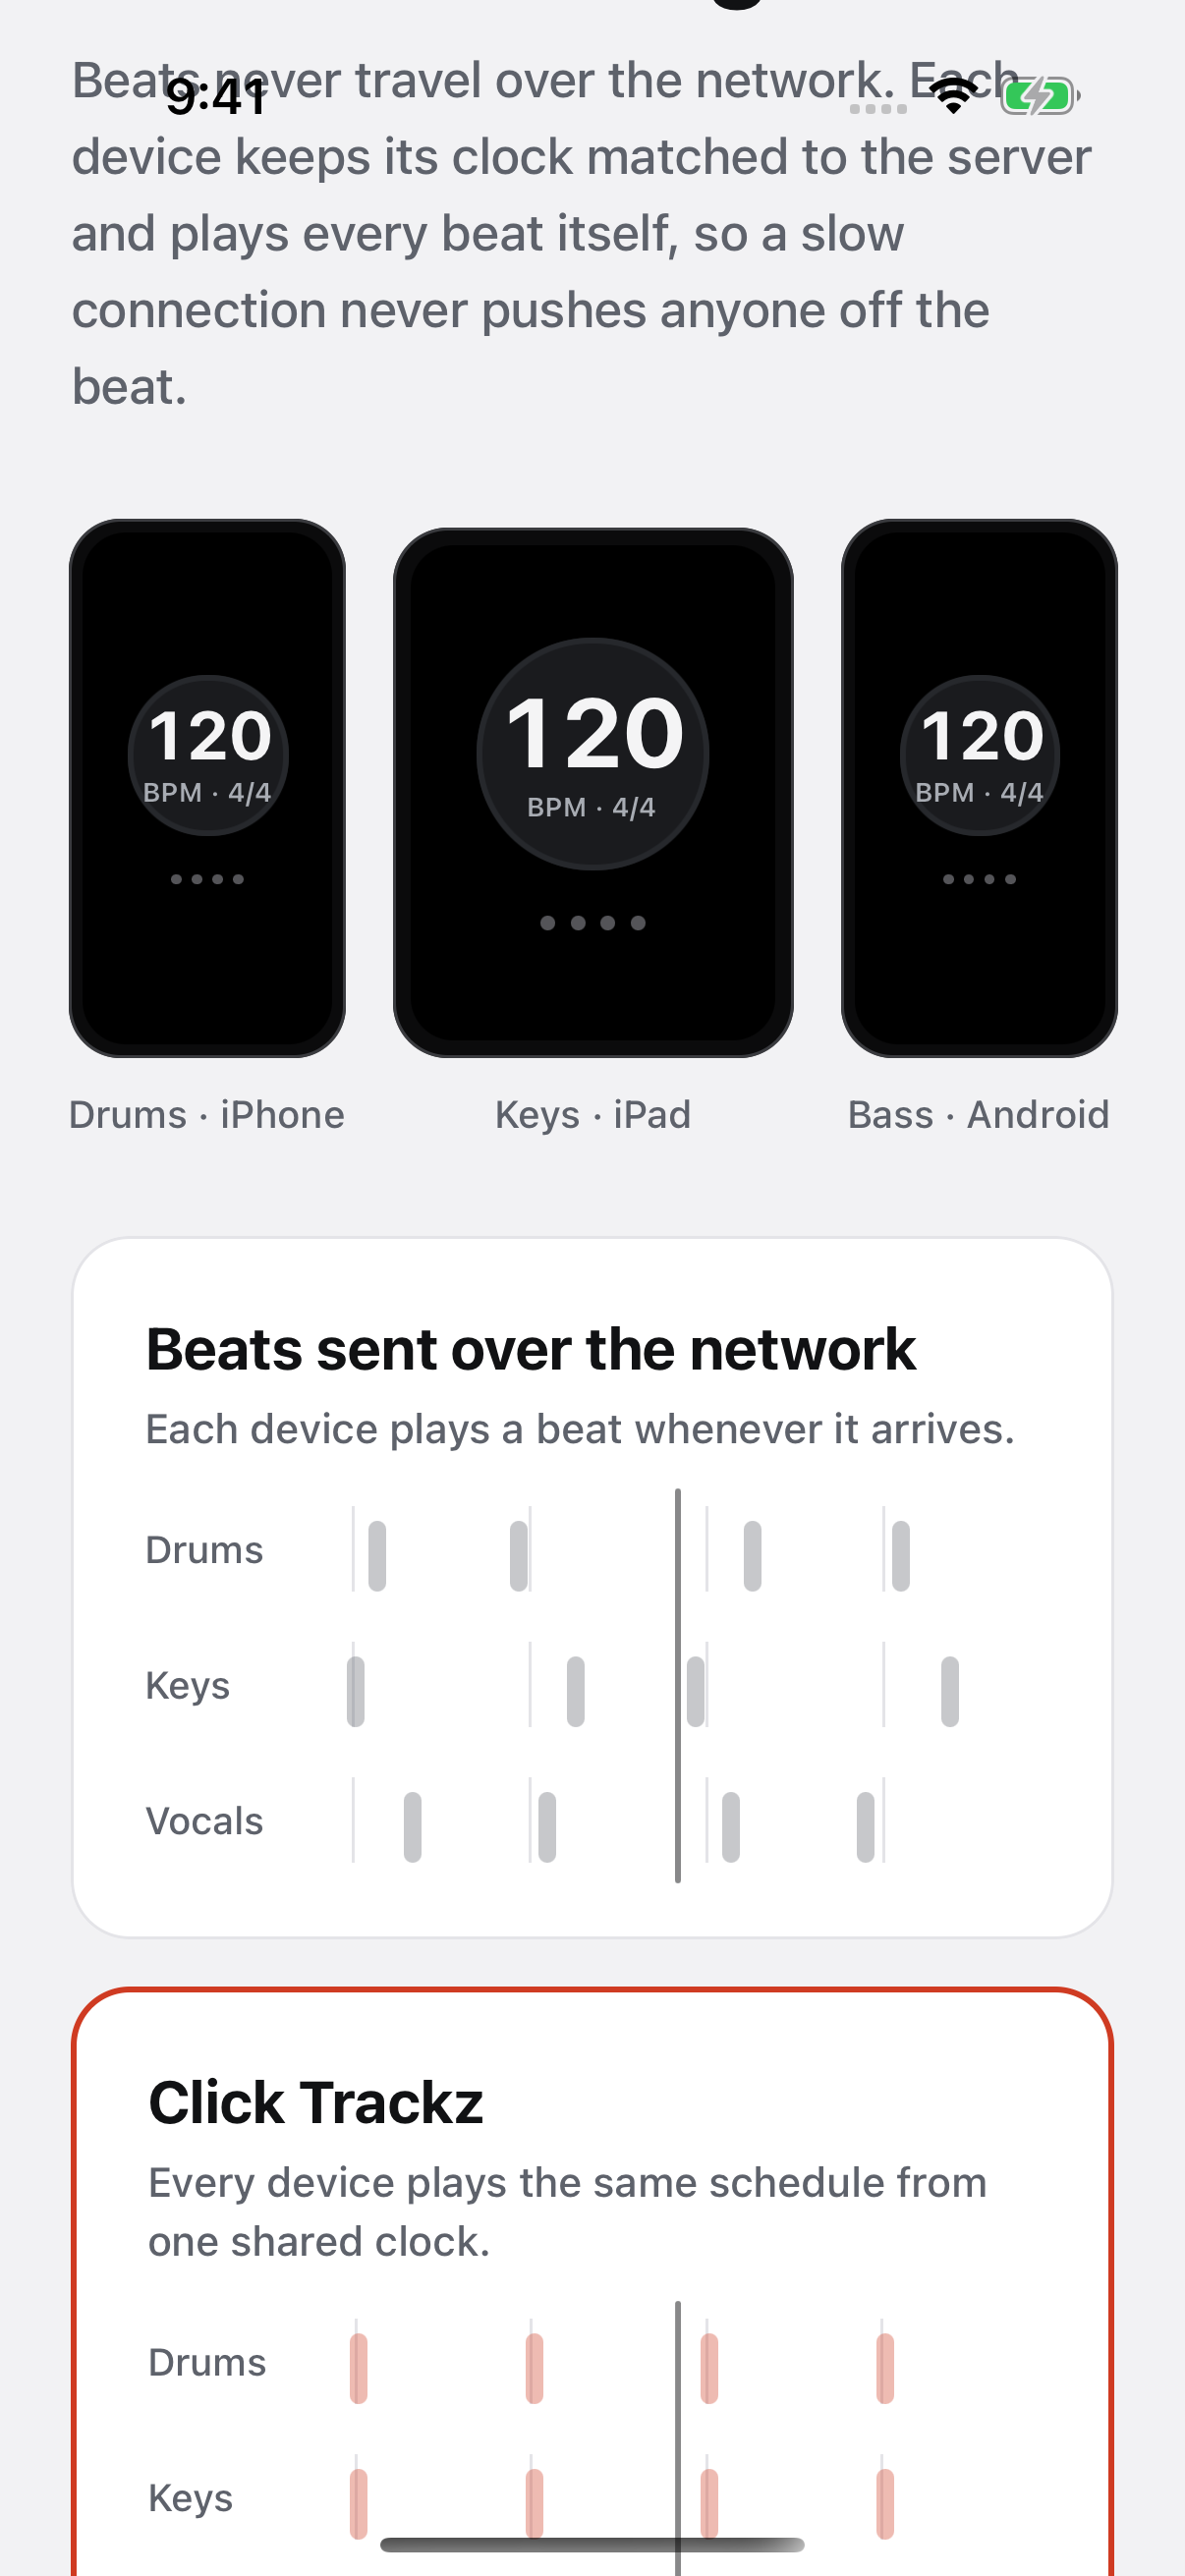 Beats never travel over the network. Each
9:41
device keeps its clock matched to the server
and plays every beat itself, so a slow
connection never pushes anyone off the
beat.
120
BPM · 4/4
120
BPM · 4/4
120
BPM · 4/4
Drums · iPhone
Keys · iPad
Bass · Android
Beats sent over the network
Each device plays a beat whenever it arrives.
Drums
Keys
Vocals
Click Trackz
Every device plays the same schedule from
one shared clock.
Drums
Keys